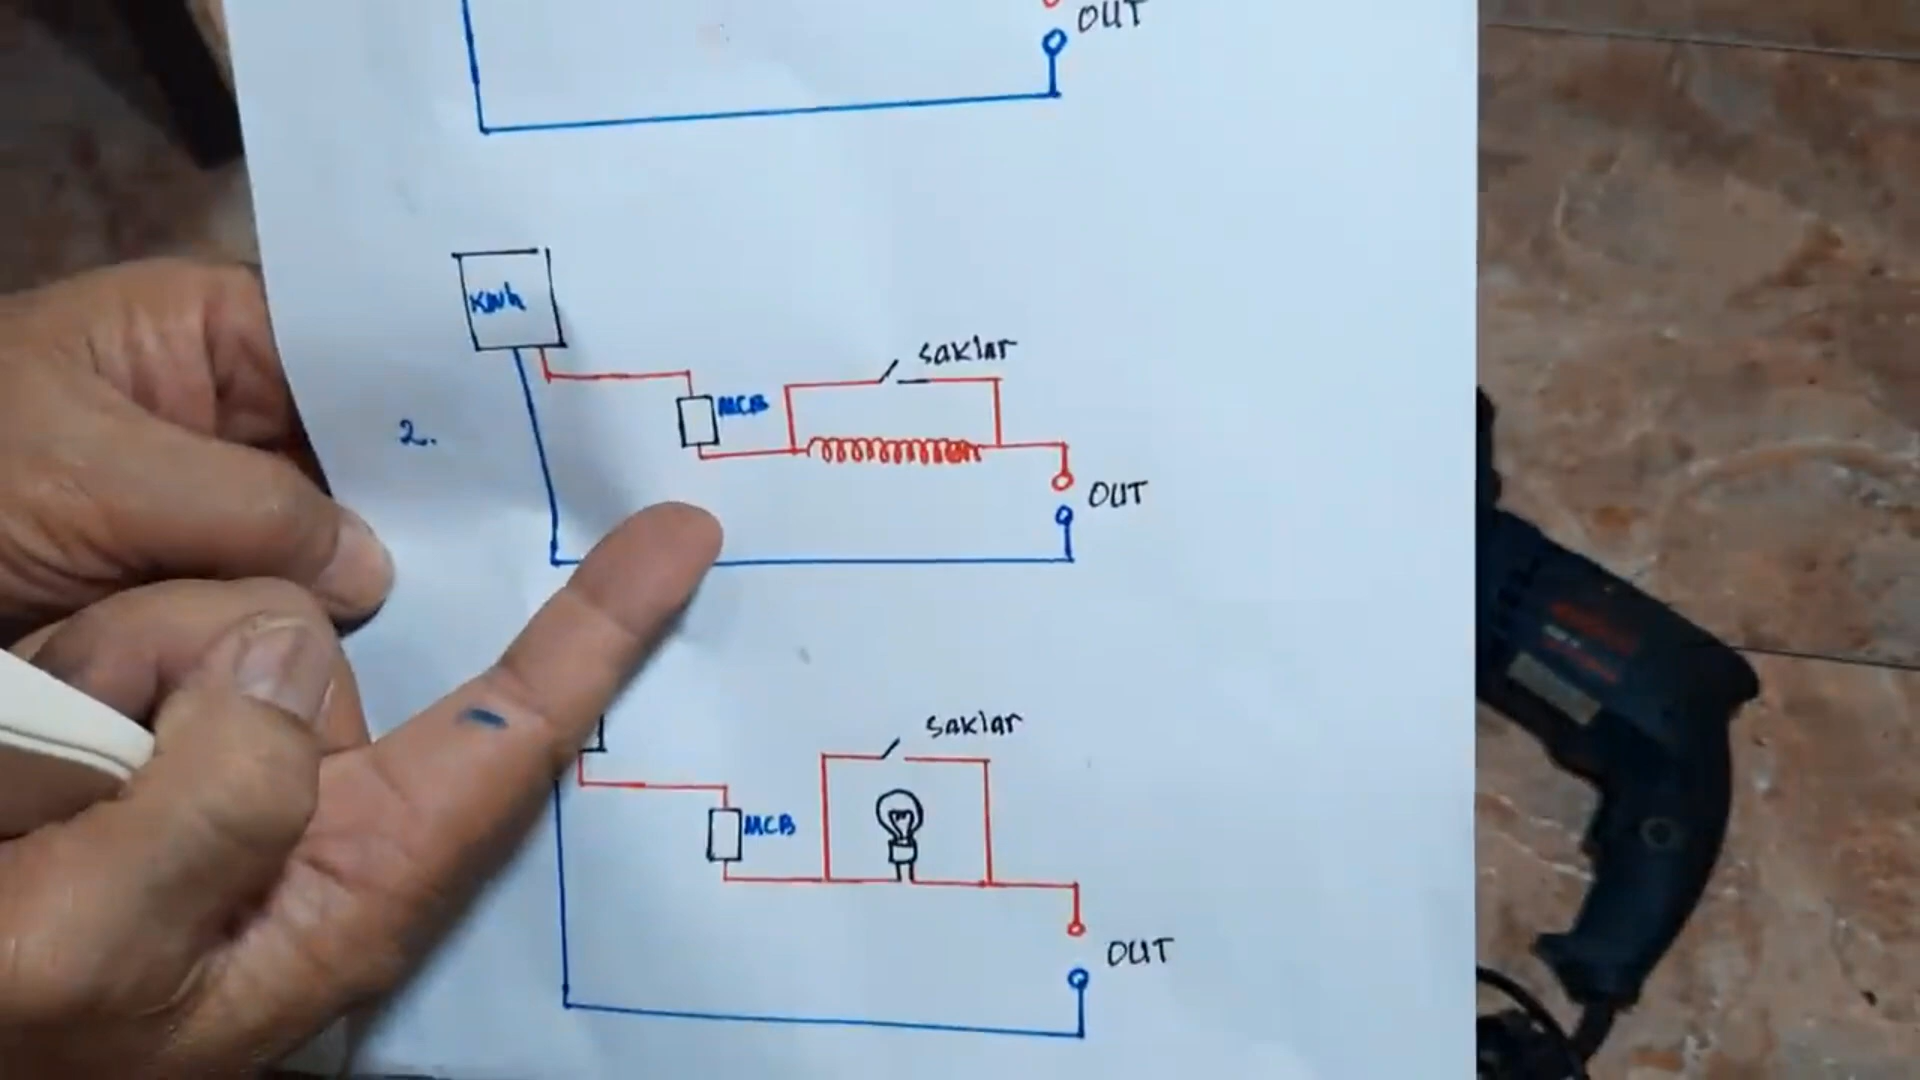 OUT
KWh
saklar
MCB
2.
OUT
saklar
MCB
OUT